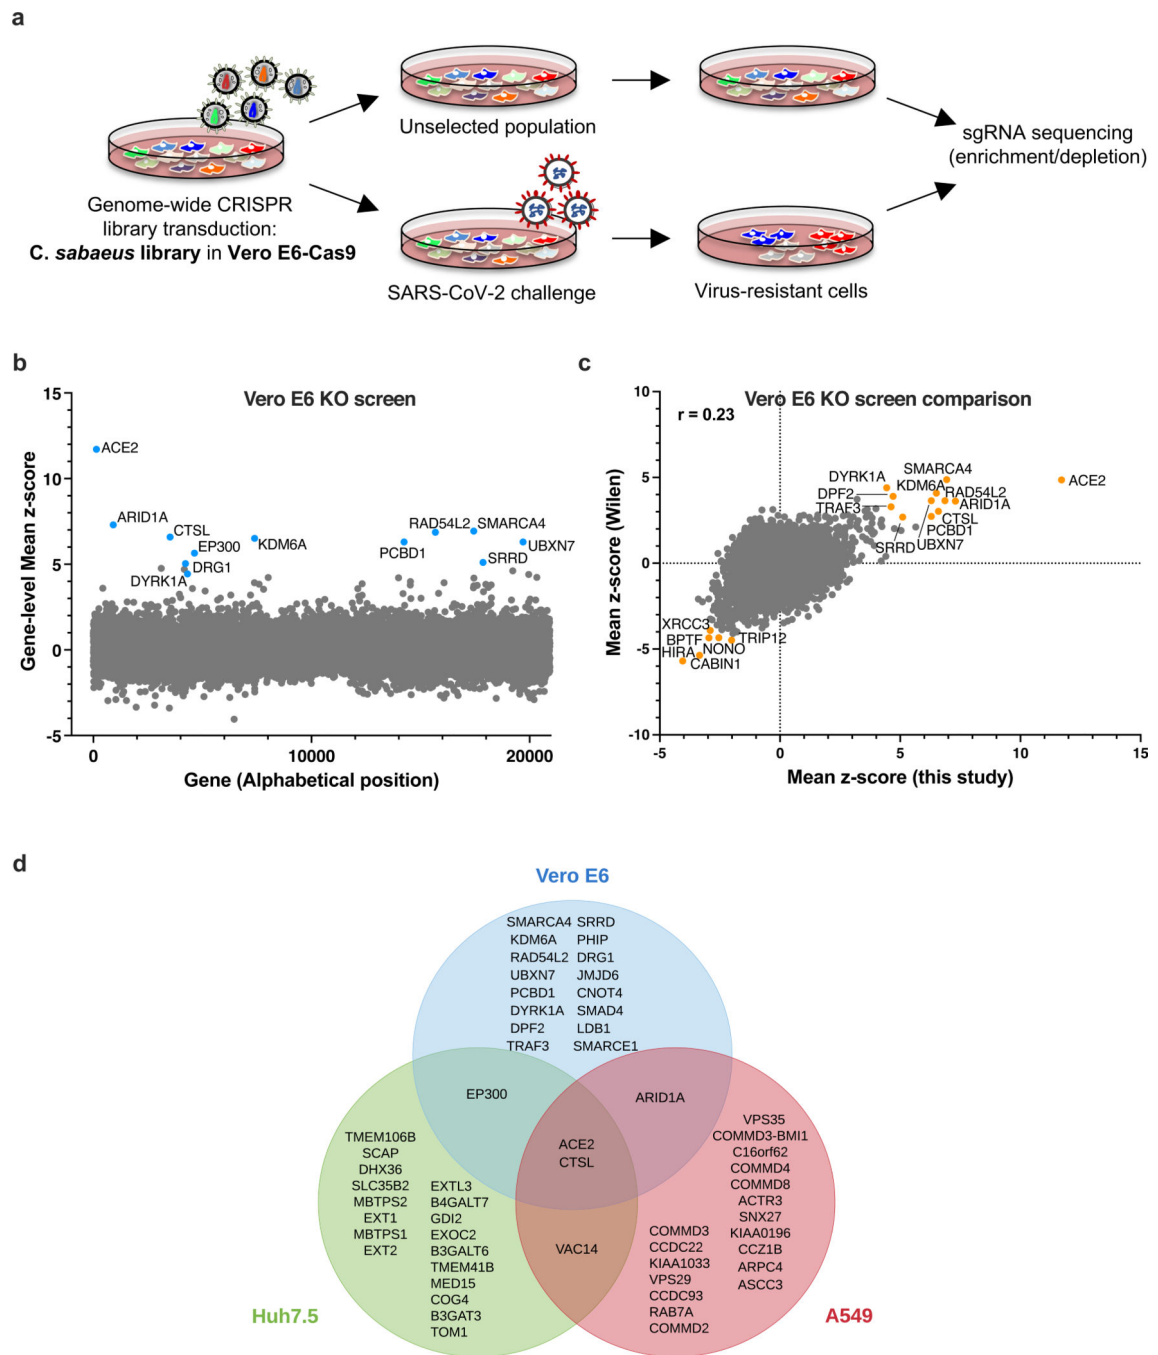 a
Unselected population
sgRNA sequencing
(enrichment/depletion)
Genome-wide CRISPR
library transduction:
C. sabaeus library in Vero E6-Cas9
SARS-CoV-2 challenge
Virus-resistant cells
b
Vero E6 KO screen
Gene-level Mean z-score
15
10
5
0
-5
ACE2
ARID1A
CTSL
EP300
DRG1
DYRK1A
KDM6A
PCBD1
RAD54L2
SMARCA4
UBXN7
SRRD
0
10000
20000
Gene (Alphabetical position)
c
Vero E6 KO screen comparison
r = 0.23
Mean z-score (Wilen)
10
5
0
-5
-10
DYRK1A
SMARCA4
ACE2
DPF2
KDM6A
RAD54L2
TRAF3
ARID1A
CTSL
PCBD1
SRRD
UBXN7
XRCC3
BPTF
TRIP12
HIRA
NONO
CABIN1
-5
0
5
10
15
Mean z-score (this study)
d
Vero E6
SMARCA4 SRRD
KDM6A PHIP
RAD54L2 DRG1
UBXN7 JMJD6
PCBD1 CNOT4
DYRK1A SMAD4
DPF2 LDB1
TRAF3 SMARCE1
EP300
ARID1A
ACE2
CTSL
VAC14
TMEM106B
SCAP
DHX36
SLC35B2
MBTPS2
EXT1
MBTPS1
EXT2
EXTL3
B4GALT7
GDI2
EXOC2
B3GALT6
TMEM41B
MED15
COG4
B3GAT3
TOM1
VPS35
COMMD3-BMI1
C16orf62
COMMD4
COMMD8
ACTR3
SNX27
KIAA0196
CCZ1B
ARPC4
ASCC3
COMMD3
CCDC22
KIAA1033
VPS29
CCDC93
RAB7A
COMMD2
Huh7.5
A549